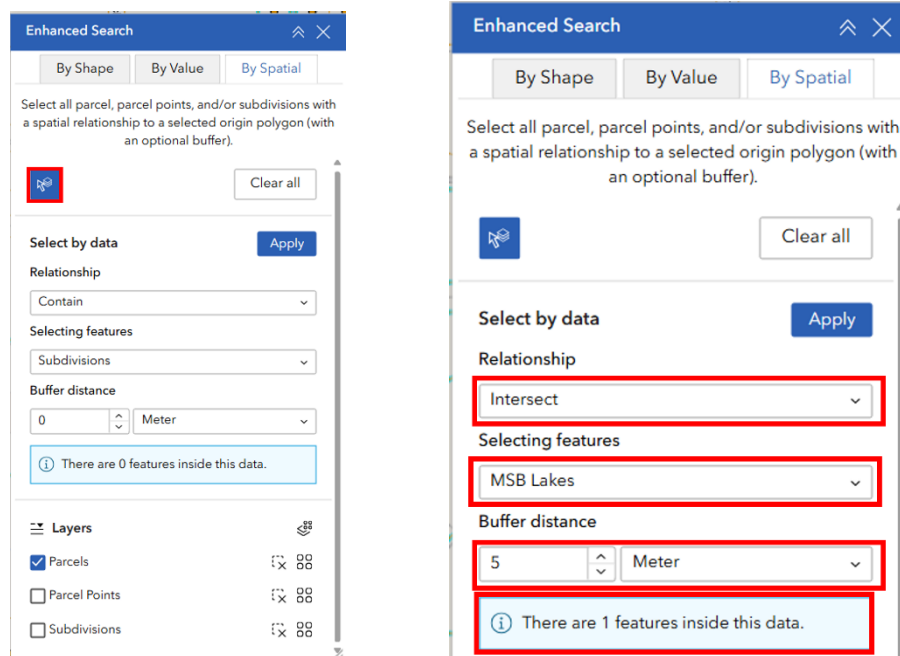 Enhanced Search
By Shape By Value By Spatial
Select all parcel, parcel points, and/or subdivisions with
a spatial relationship to a selected origin polygon (with
an optional buffer).
Clear all
Select by data Apply
Relationship
Contain
Selecting features
Subdivisions
Buffer distance
0 Meter
There are 0 features inside this data.
Layers
Parcels
Parcel Points
Subdivisions
Enhanced Search
By Shape By Value By Spatial
Select all parcel, parcel points, and/or subdivisions with
a spatial relationship to a selected origin polygon (with
an optional buffer).
Clear all
Select by data Apply
Relationship
Intersect
Selecting features
MSB Lakes
Buffer distance
5 Meter
There are 1 features inside this data.